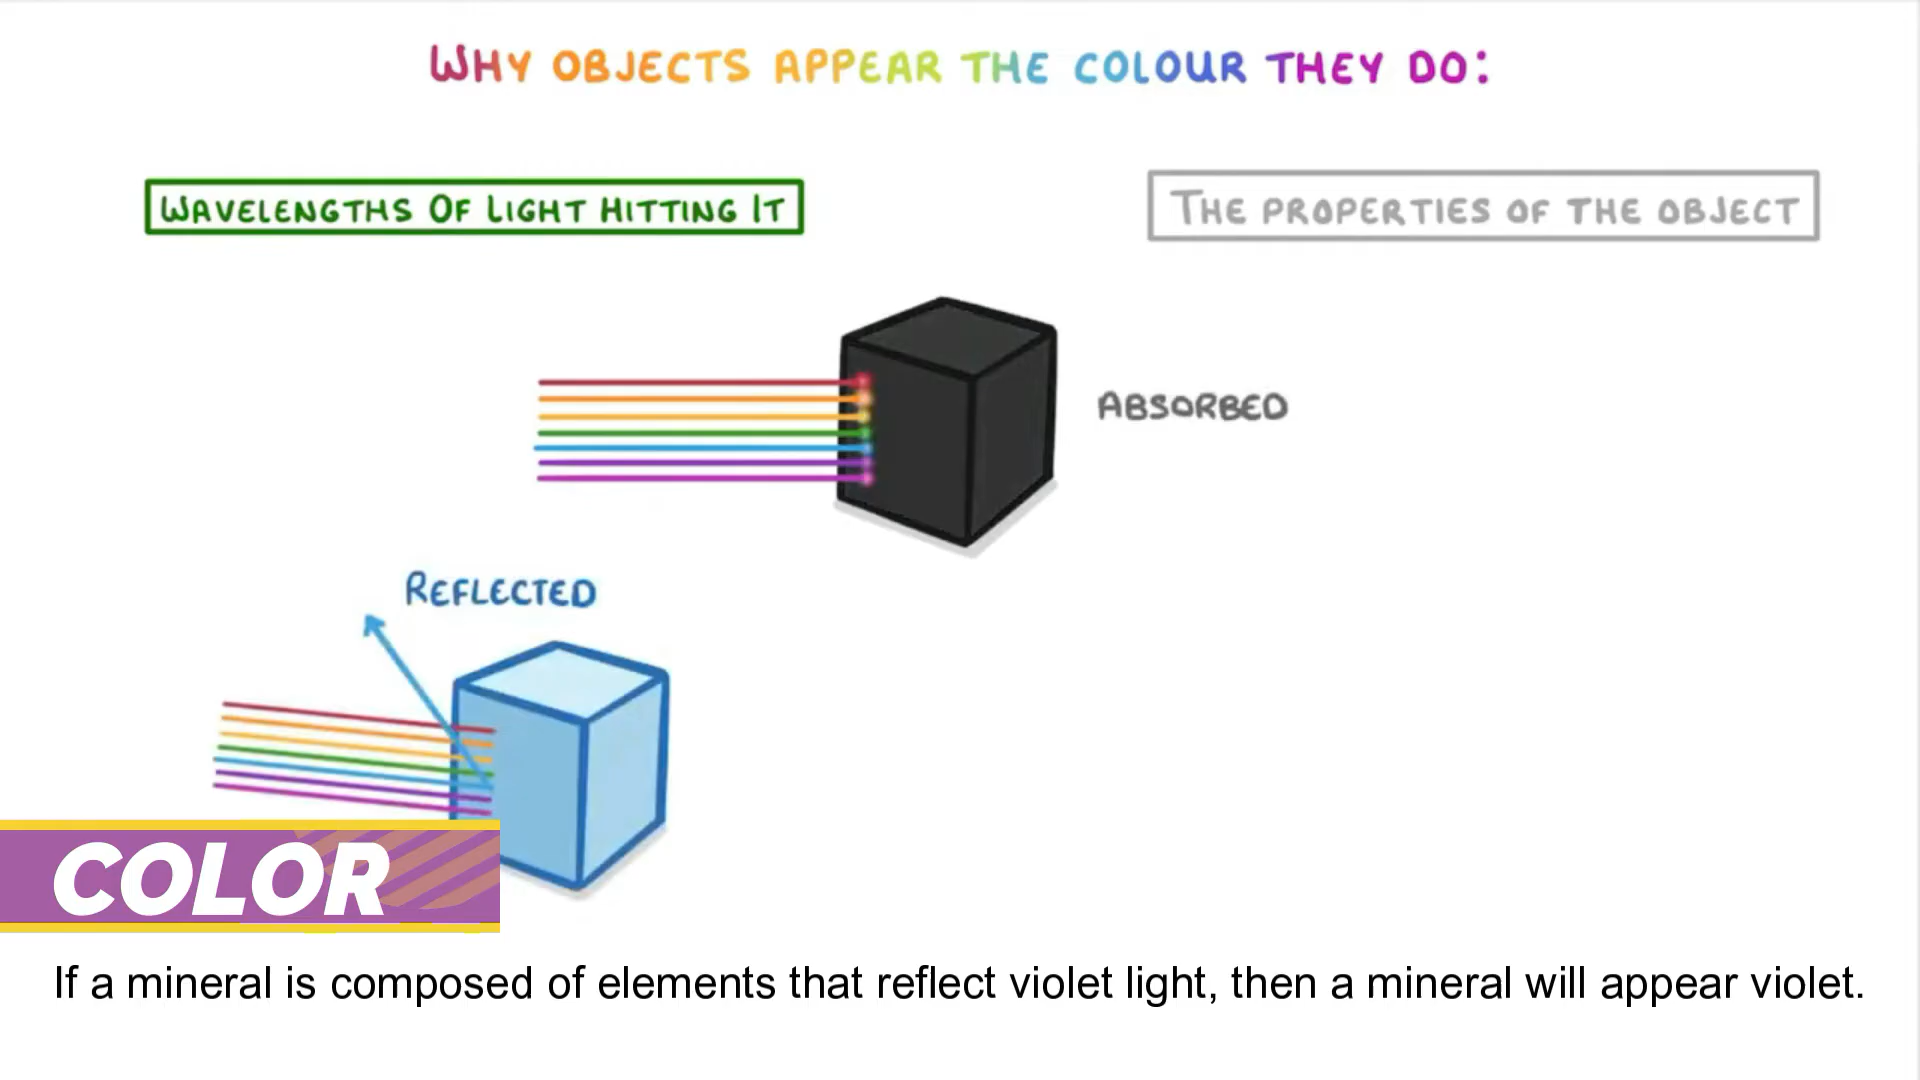 WHY OBJECTS APPEAR THE COLOUR THEY DO:
WAVELENGTHS OF LIGHT HITTING IT
THE PROPERTIES OF THE OBJECT
ABSORBED
REFLECTED
COLOR
If a mineral is composed of elements that reflect violet light, then a mineral will appear violet.